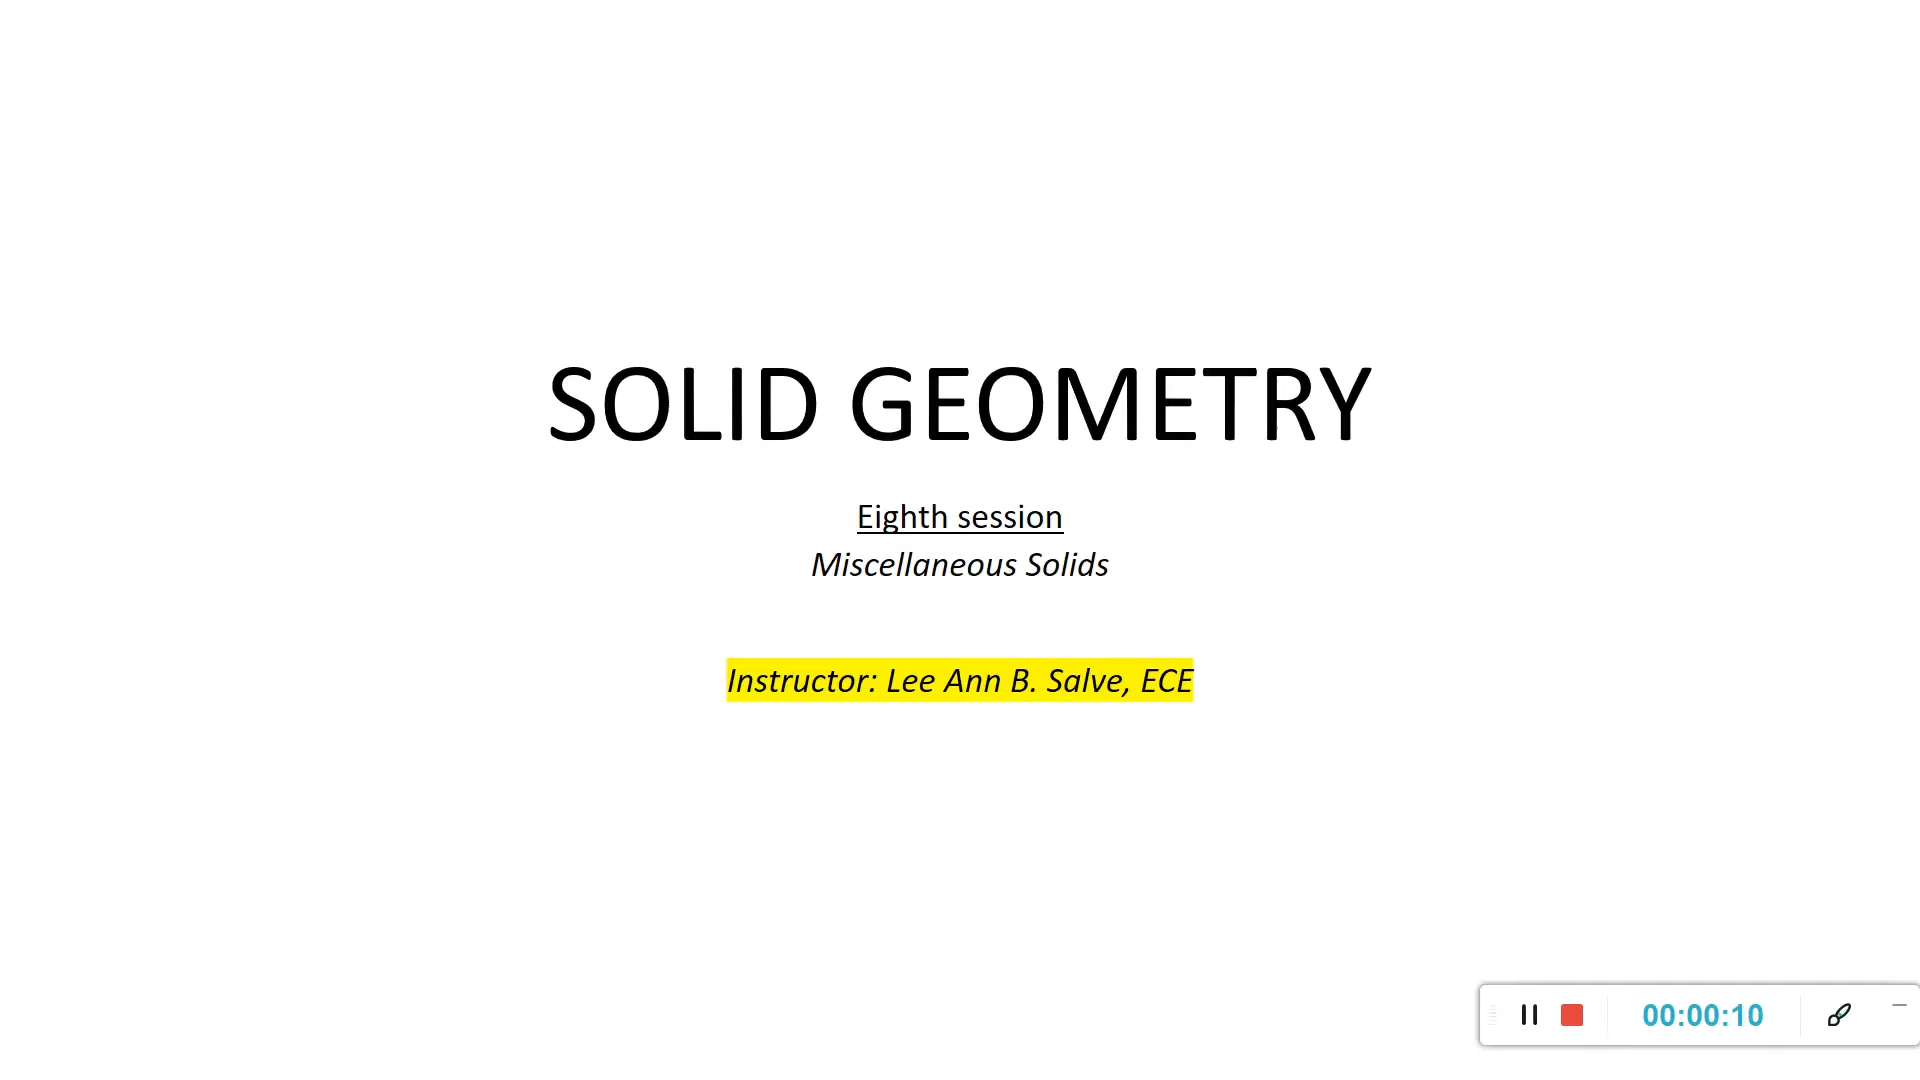 SOLID GEOMETRY
Eighth session
Miscellaneous Solids
Instructor: Lee Ann B. Salve, ECE
00:00:10